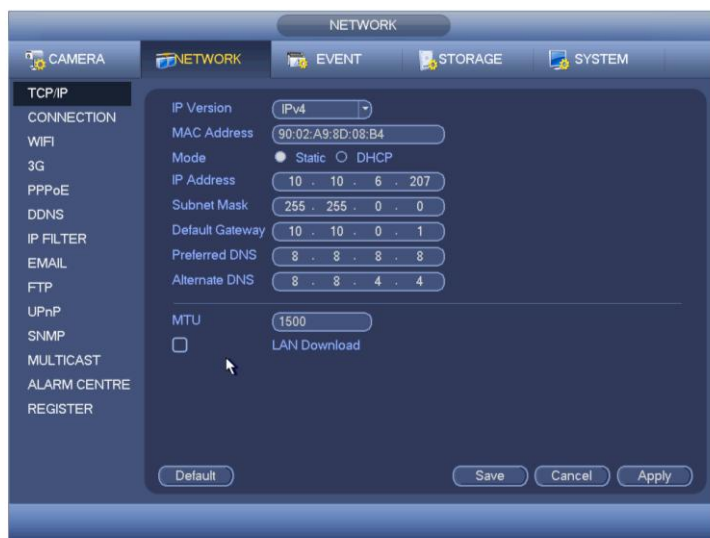 NETWORK
CAMERA NETWORK EVENT STORAGE SYSTEM
TCP/IP
CONNECTION
WIFI
3G
PPPoE
DDNS
IP FILTER
EMAIL
FTP
UPnP
SNMP
MULTICAST
ALARM CENTRE
REGISTER
IP Version IPv4
MAC Address 90:02:A9:8D:08:B4
Mode Static DHCP
IP Address 10 . 10 . 6 . 207
Subnet Mask 255 . 255 . 0 . 0
Default Gateway 10 . 10 . 0 . 1
Preferred DNS 8 . 8 . 8 . 8
Alternate DNS 8 . 8 . 4 . 4
MTU 1500
LAN Download
Default Save Cancel Apply